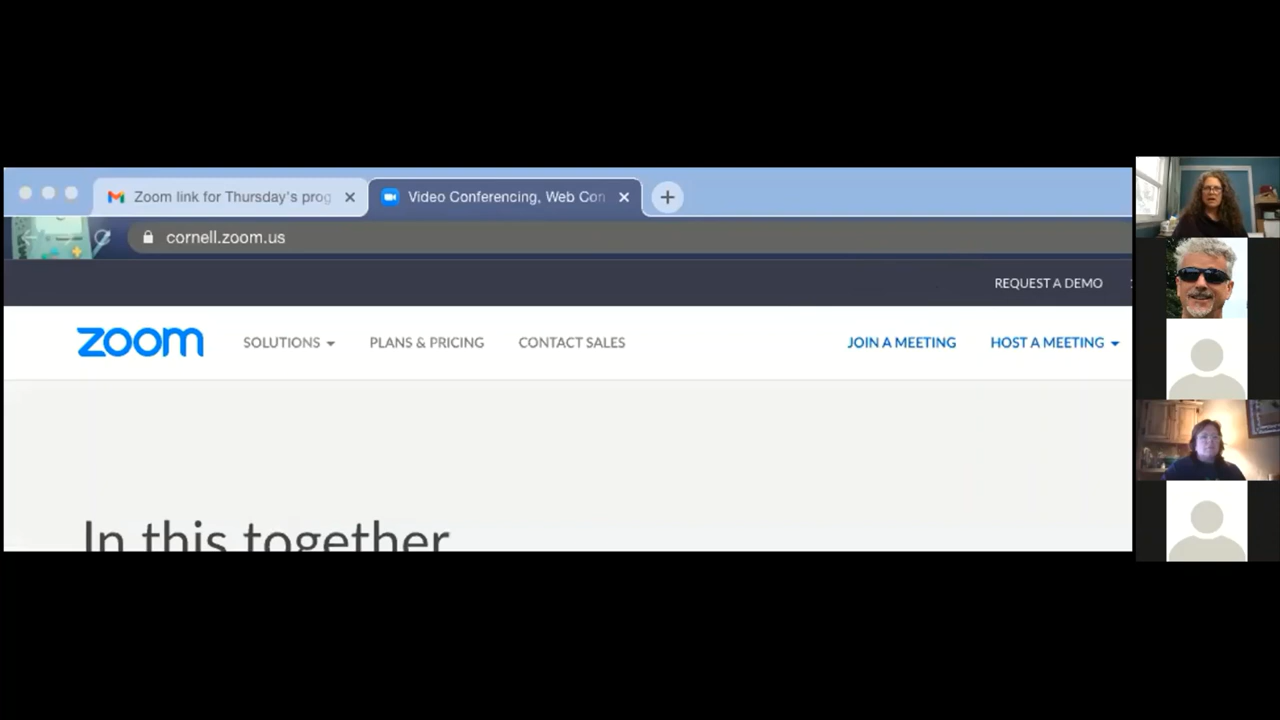 Zoom link for Thursday's prog
Video Conferencing, Web Con
cornell.zoom.us
REQUEST A DEMO
zoom
SOLUTIONS
PLANS & PRICING
CONTACT SALES
JOIN A MEETING
HOST A MEETING
In this together